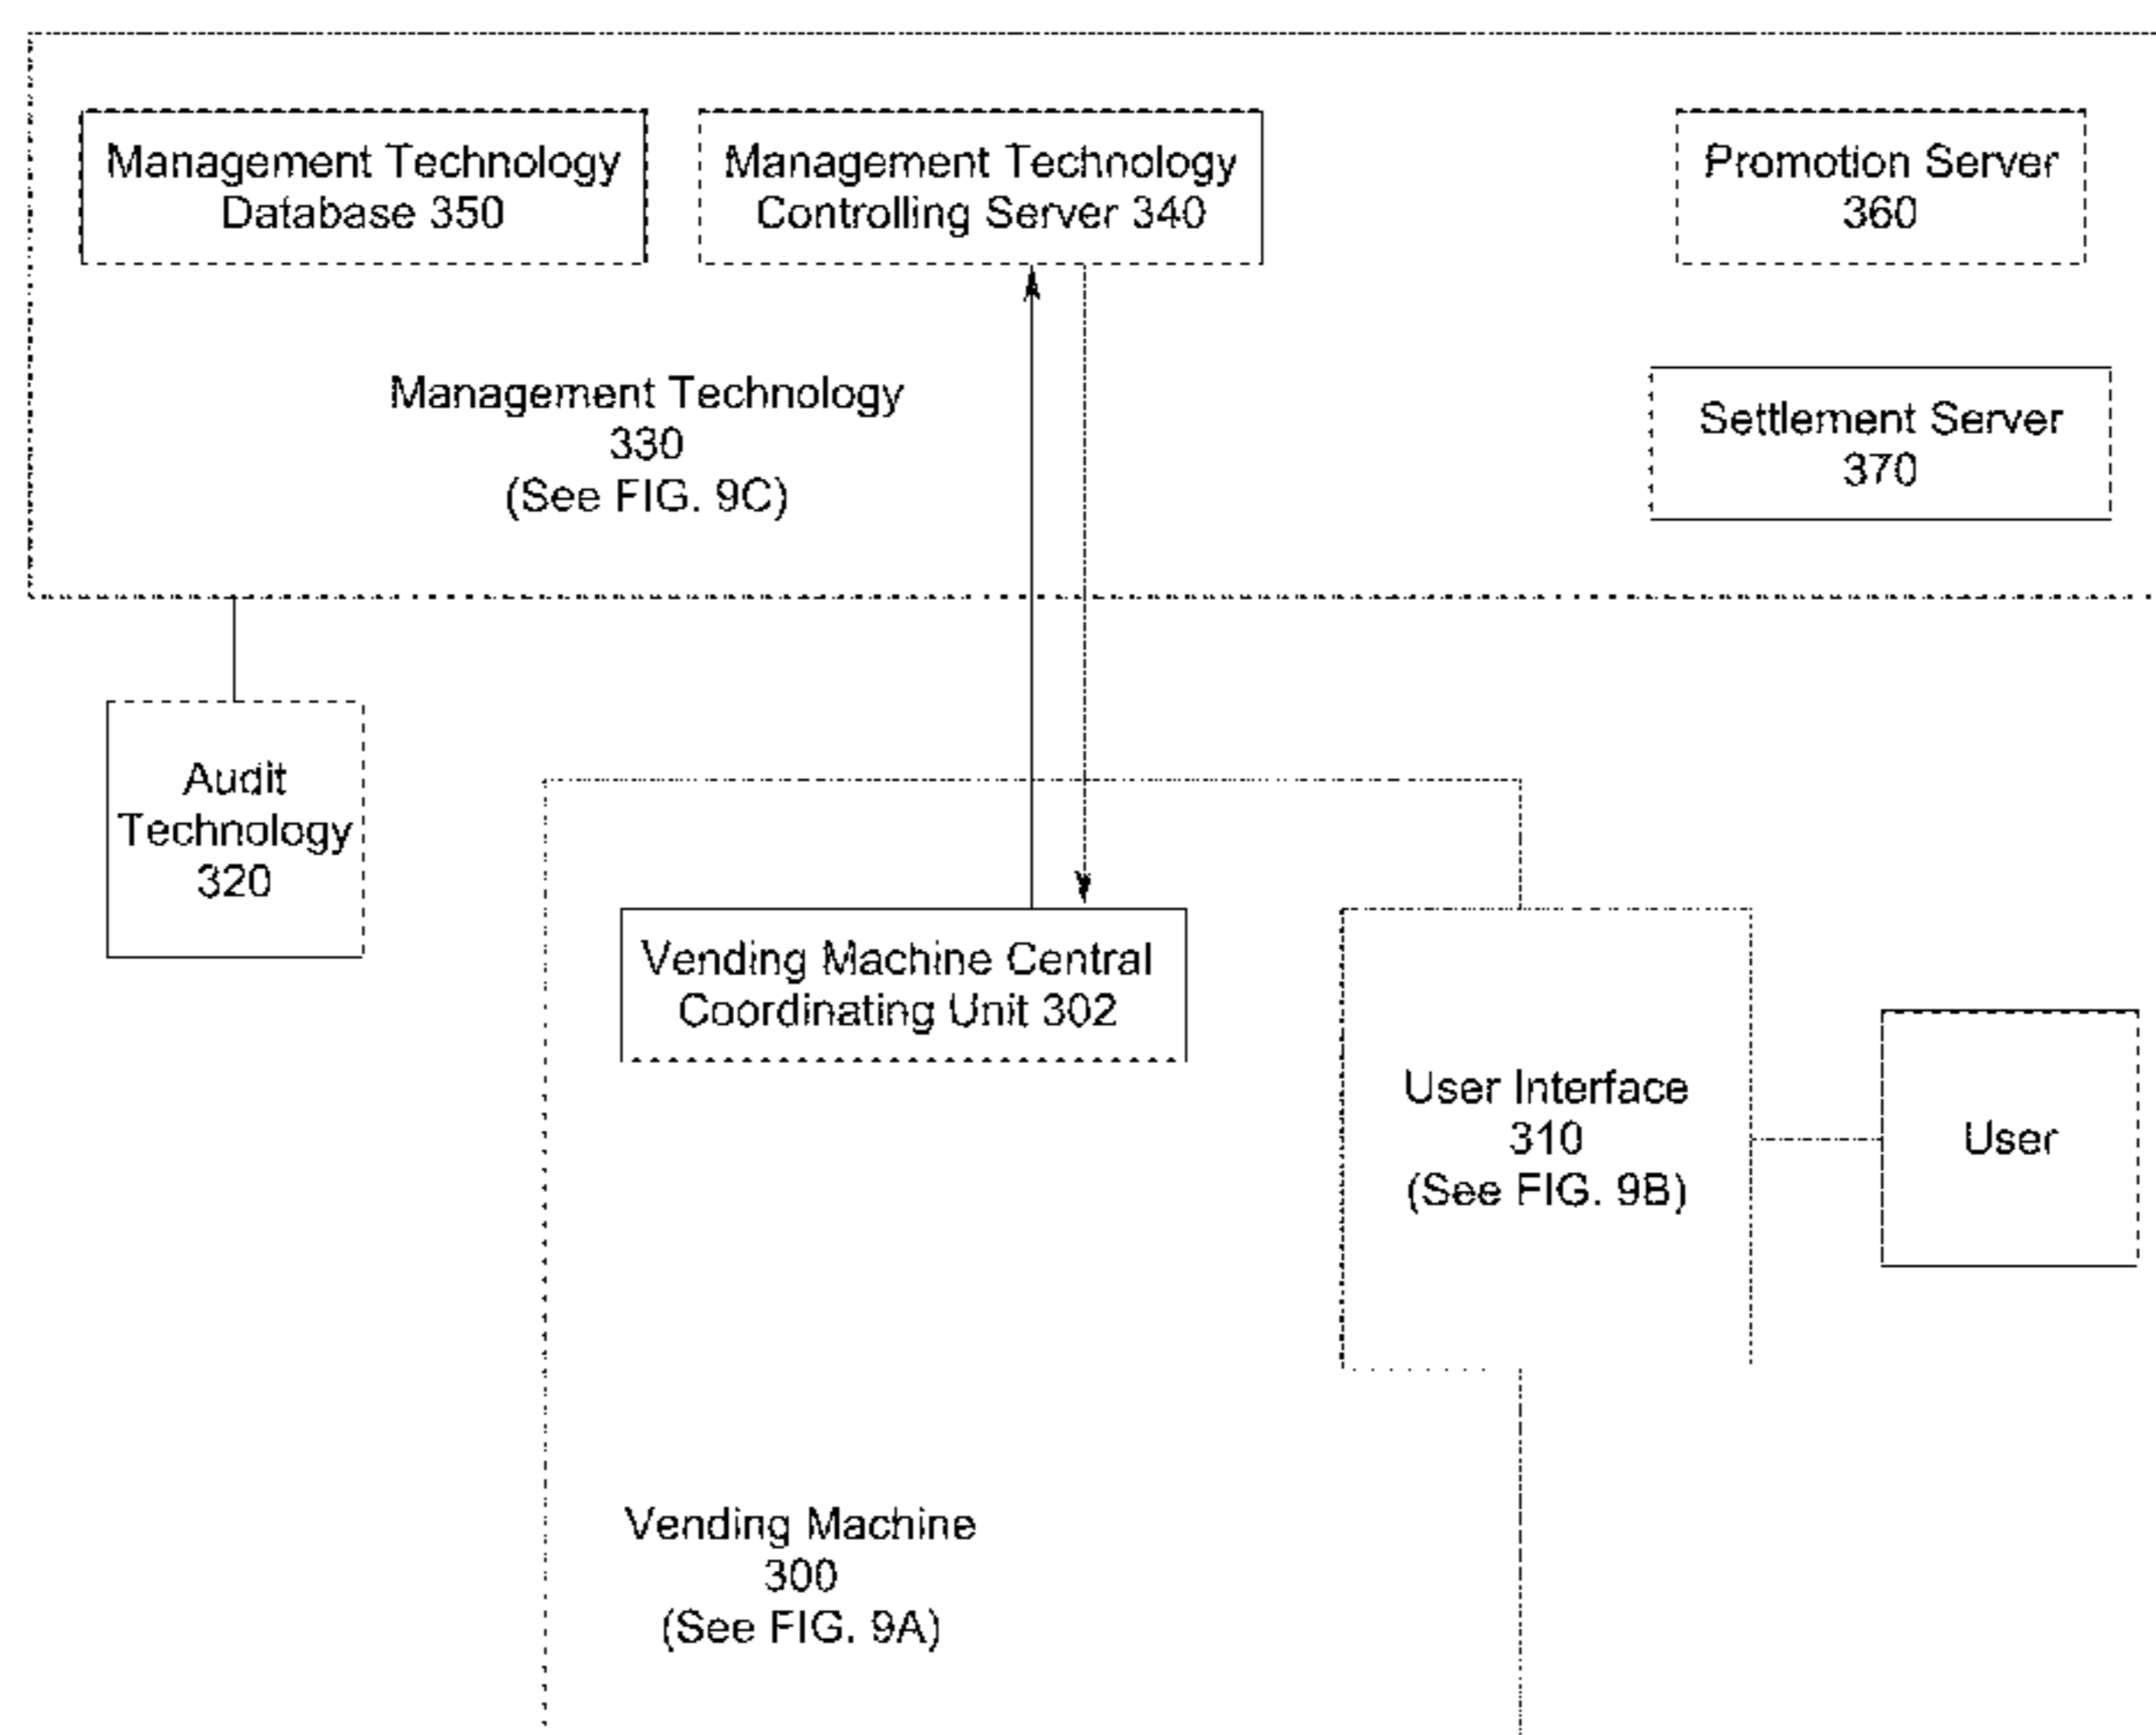 Management Technology
Database 350
Management Technology
Controlling Server 340
Promotion Server
360
Management Technology
330
(See FIG. 9C)
Settlement Server
370
Audit
Technology
320
Vending Machine Central
Coordinating Unit 302
User Interface
310
(See FIG. 9B)
User
Vending Machine
300
(See FIG. 9A)